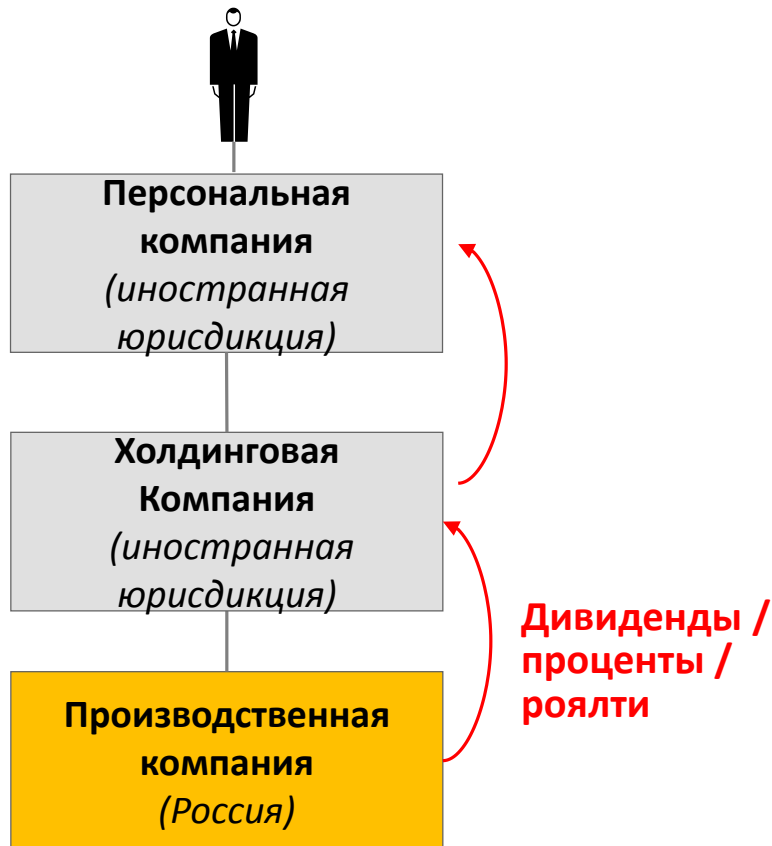 Персональная
компания
(иностранная
юрисдикция)
Холдинговая
Компания
(иностранная
юрисдикция)
Дивиденды /
проценты /
роялти
Производственная
компания
(Россия)